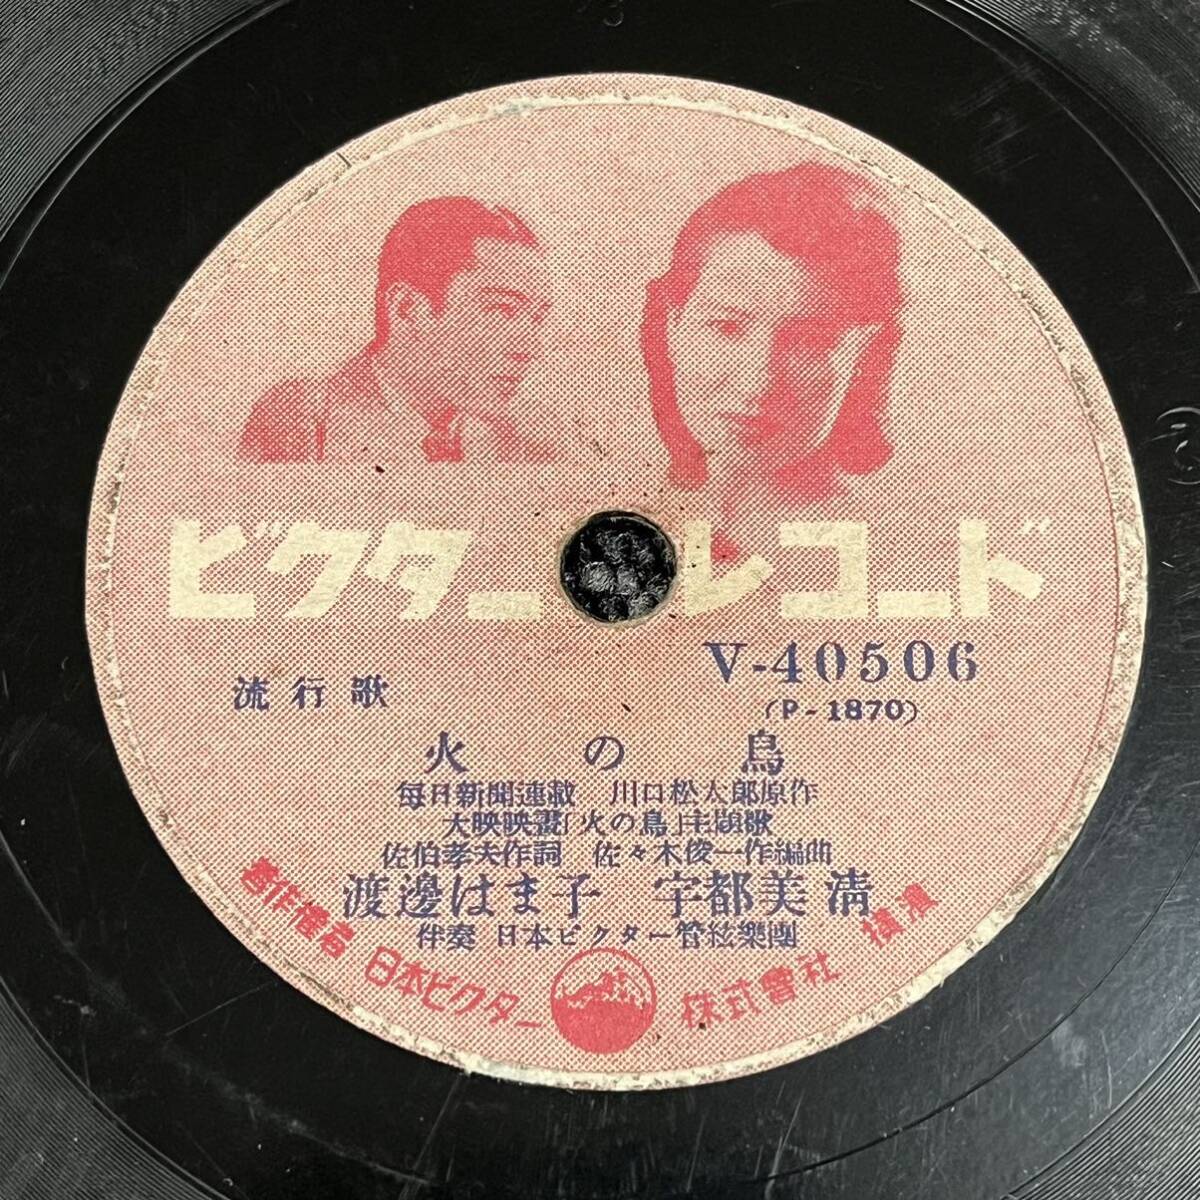 ビクターレコード
V-40506
流行歌
(P-1870)
火の鳥
毎日新聞連載 川口松太郎原作
大映映畫「火の鳥」主題歌
佐伯孝夫作詞 佐々木俊一作編曲
渡邊はま子 宇都美淸
伴奏 日本ビクター管絃樂團
著作權者 日本ビクター 株式會社 横濱